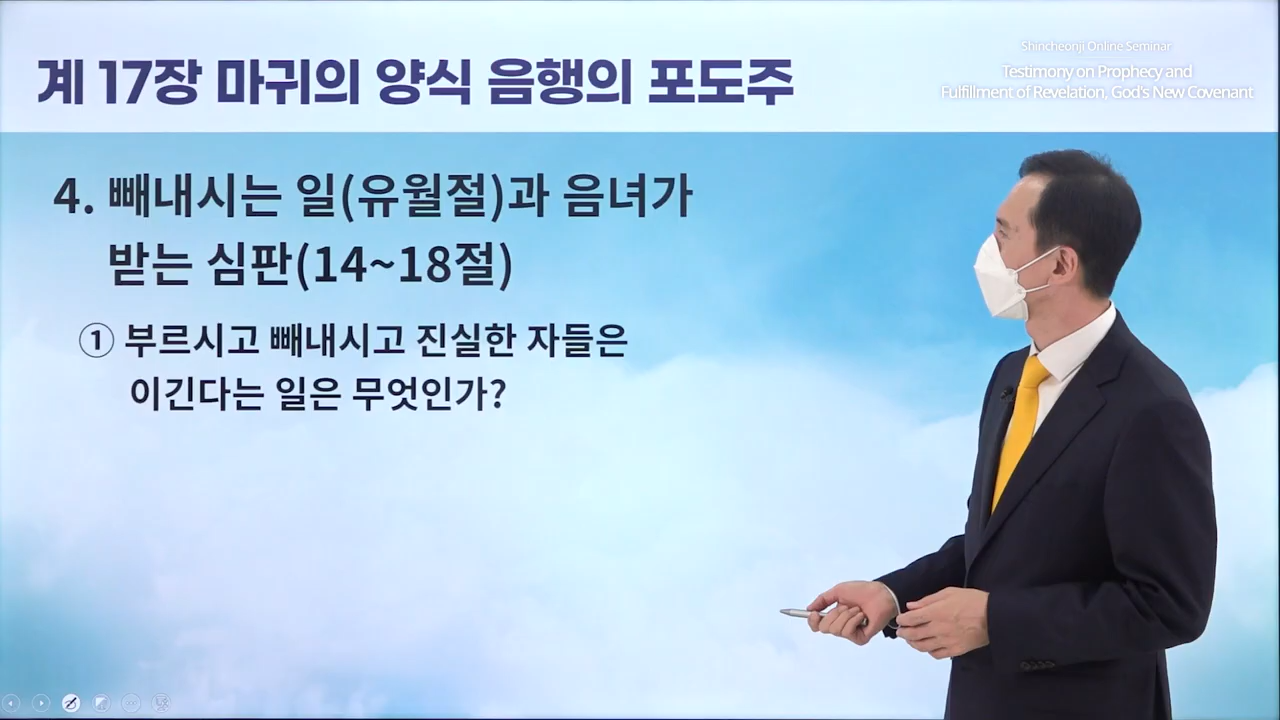 계 17장 마귀의 양식 음행의 포도주
Shincheonji Online Seminar
Testimony on Prophecy and
Fulfillment of Revelation, God's New Covenant
4. 빼내시는 일(유월절)과 음녀가
받는 심판(14~18절)
① 부르시고 빼내시고 진실한 자들은
이긴다는 일은 무엇인가?